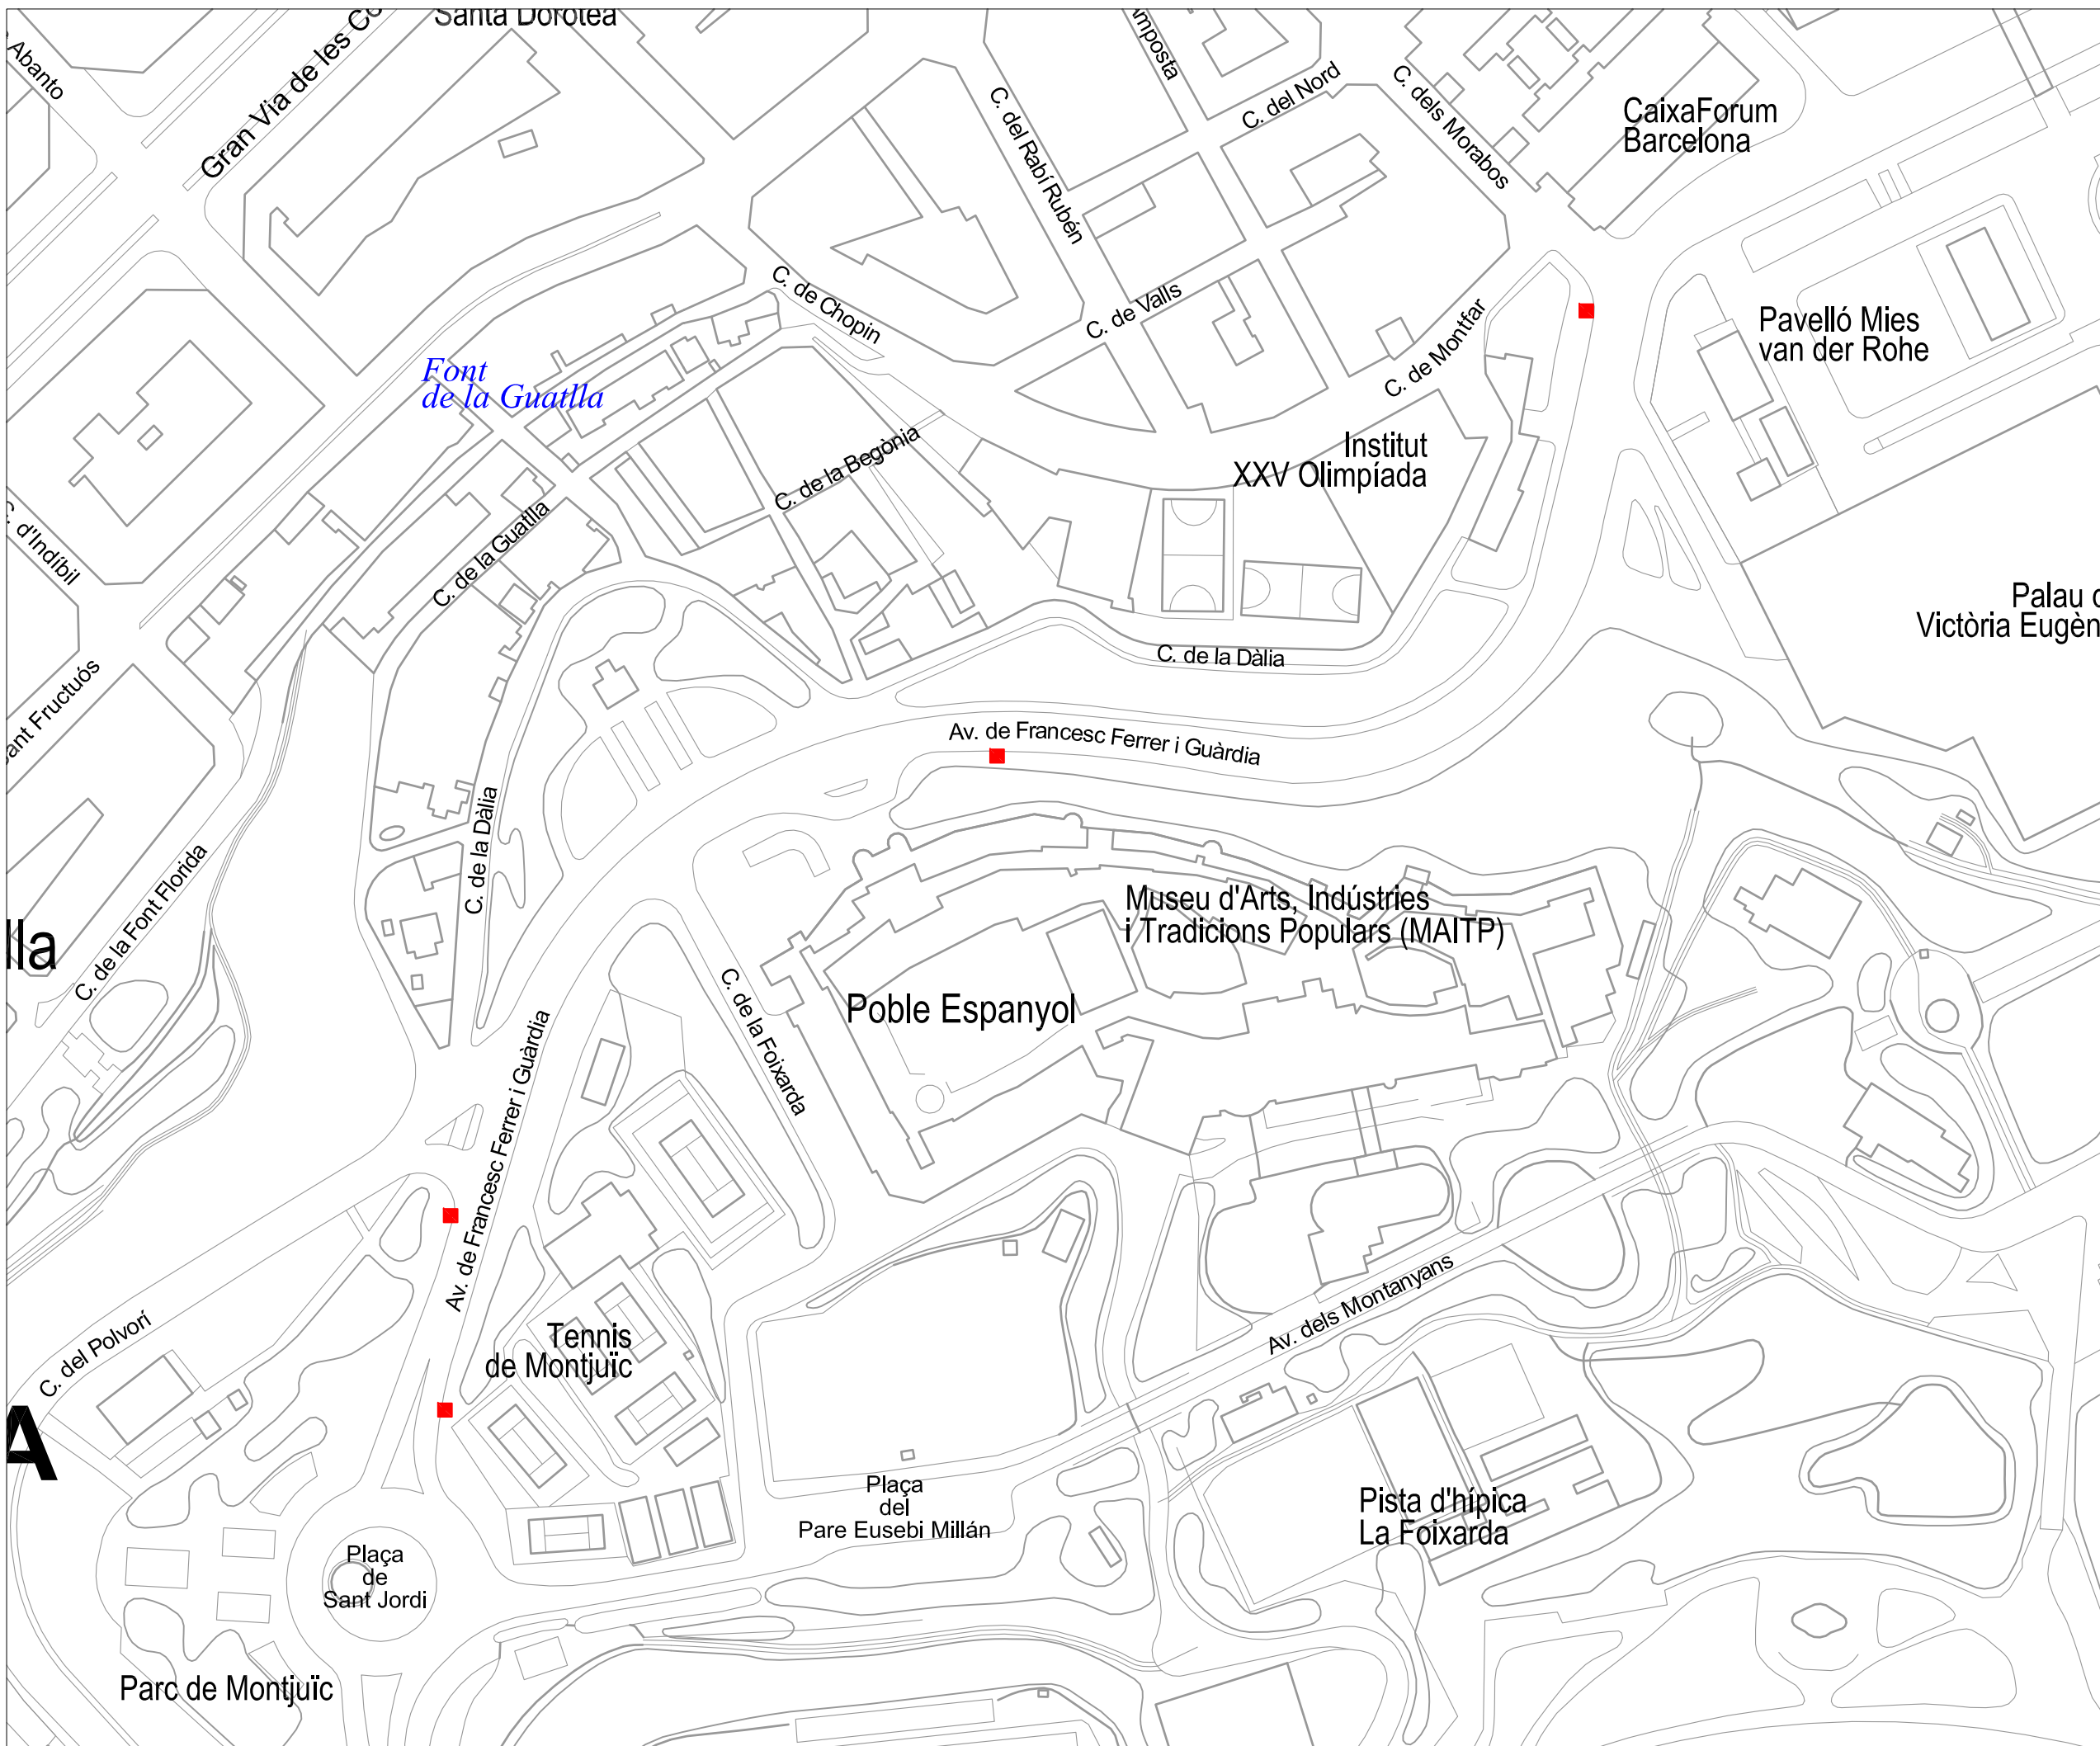 Santa Dorotea
Abanto
Gran Via de les
Amposta
C. del Nord
C. dels Morabos
CaixaForum
Barcelona
C. del Rabí Rubén
C. de Chopin
C. de Valls
C. de Montfar
Pavelló Mies
van der Rohe
Font
de la Guatlla
C. de la Begònia
Institut
XXV Olimpíada
C. d'Indíbil
C. de la Guatlla
Palau
Victòria
C. de la Dàlia
Fructuós
Av. de Francesc Ferrer i Guàrdia
C. de la Dàlia
C. de la Font Florida
lla
Museu d'Arts, Indústries
i Tradicions Populars (MAITP)
Poble Espanyol
C. de la Foixarda
Av. de Francesc Ferrer i Guàrdia
C. del Polvorí
Tennis
de Montjuïc
Av. dels Montanyans
A
Plaça
del
Pare Eusebi Millán
Pista d'hípica
La Foixarda
Plaça
de
Sant Jordi
Parc de Montjuïc